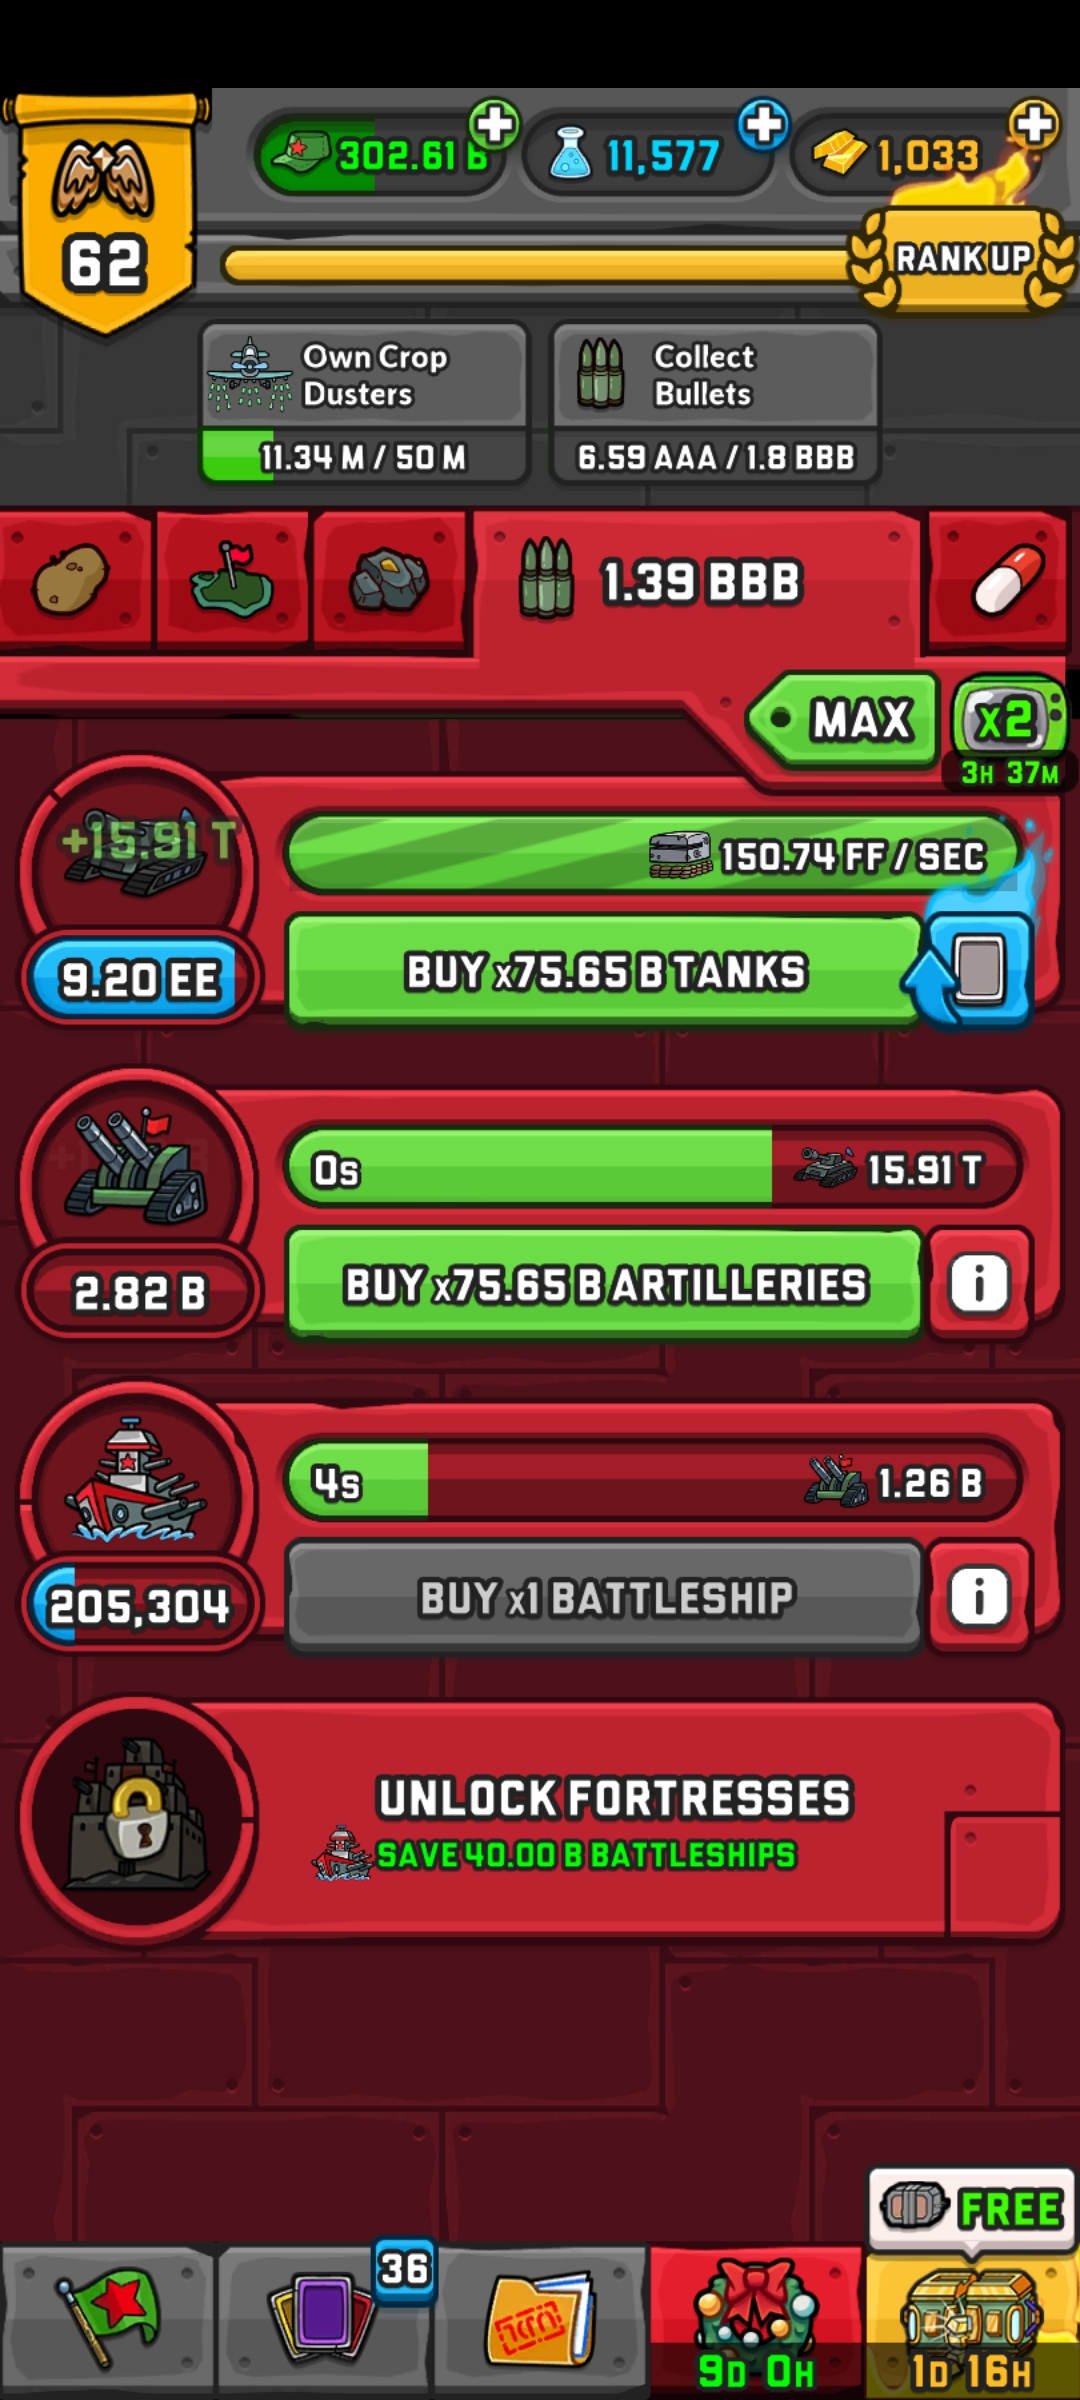 302.61 B
11,577
1,033
62
RANK UP
Own Crop
Dusters
11.34 M / 50 M
Collect
Bullets
6.59 AAA / 1.8 BBB
1.39 BBB
MAX
x2
3H 37M
+15.91 T
150.74 FF / SEC
9.20 EE
BUY x75.65 B TANKS
0s
15.91 T
2.82 B
BUY x75.65 B ARTILLERIES
i
4s
1.26 B
205,304
BUY x1 BATTLESHIP
i
UNLOCK FORTRESSES
SAVE 40.00 B BATTLESHIPS
FREE
36
9D 0H
1D 16H